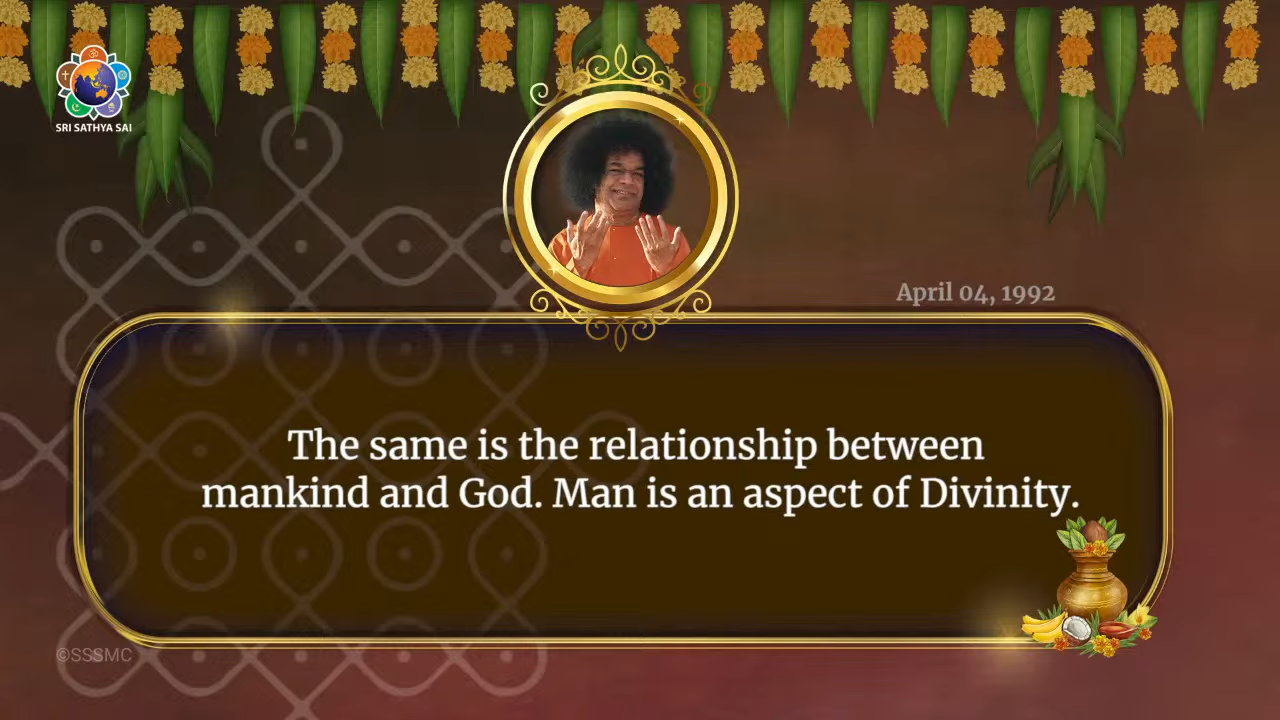 SRI SATHYA SAI
April 04, 1992
The same is the relationship between
mankind and God. Man is an aspect of Divinity.
©SSSMC